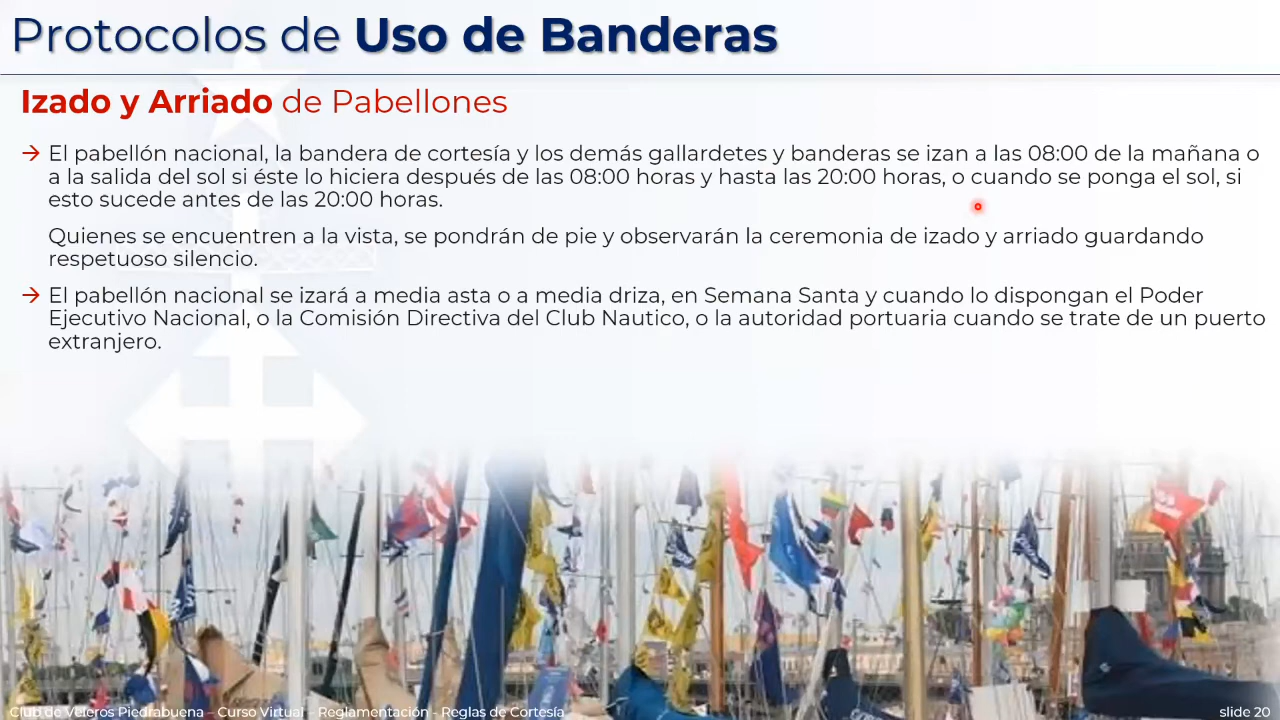 Protocolos de Uso de Banderas
Izado y Arriado de Pabellones
→ El pabellón nacional, la bandera de cortesía y los demás gallardetes y banderas se izan a las 08:00 de la mañana o
a la salida del sol si éste lo hiciera después de las 08:00 horas y hasta las 20:00 horas, o cuando se ponga el sol, si
esto sucede antes de las 20:00 horas.
Quienes se encuentren a la vista, se pondrán de pie y observarán la ceremonia de izado y arriado guardando
respetuoso silencio.
→ El pabellón nacional se izará a media asta o a media driza, en Semana Santa y cuando lo dispongan el Poder
Ejecutivo Nacional, o la Comisión Directiva del Club Nautico, o la autoridad portuaria cuando se trate de un puerto
extranjero.
Club de Veleros Piedrabuena - Curso Virtual - Reglamentación - Reglas de Cortesía
slide 20